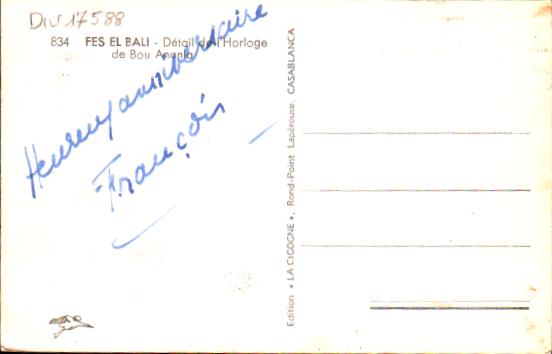 DIV 17588
834 FES EL BALI - Détail de l'Horloge
de Bou Anania
Heureux anniversaire
François
Edition « LA CIGOGNE », Rond-Point Lapérouse, CASABLANCA